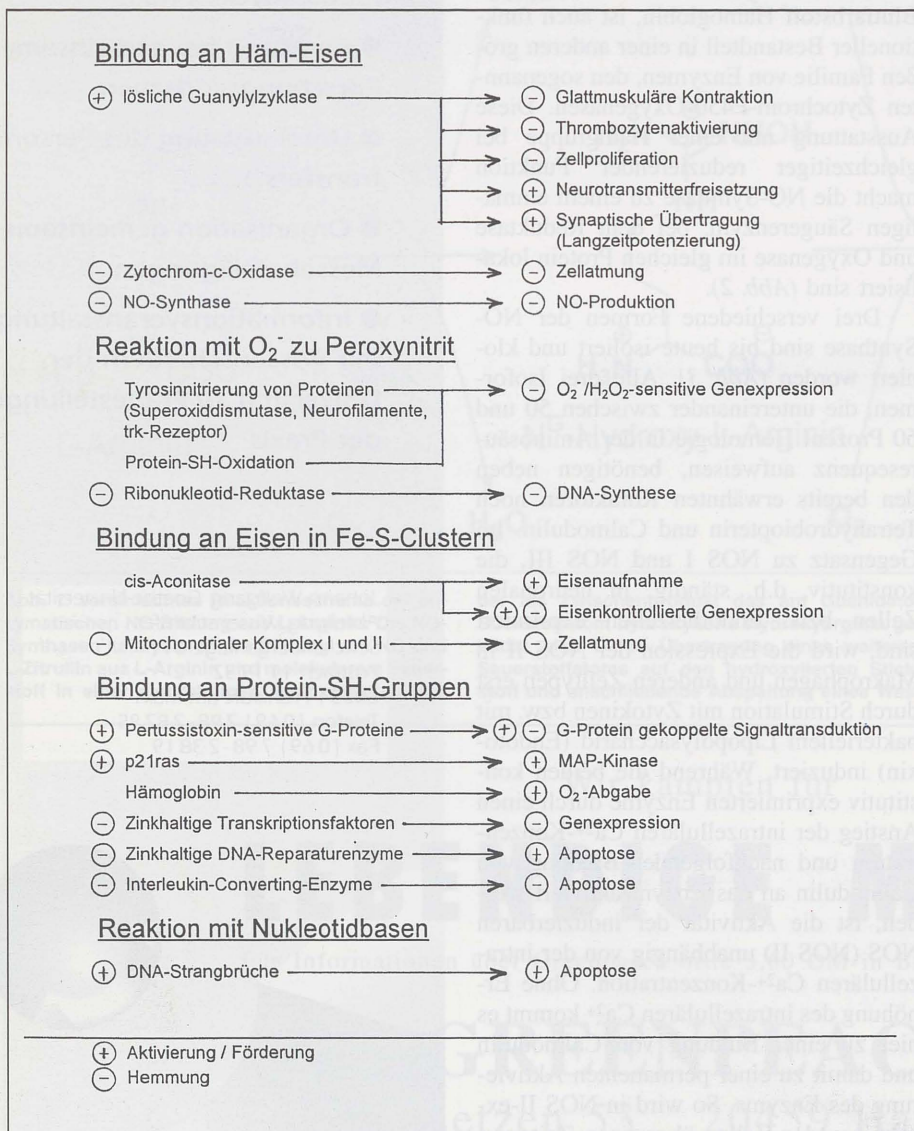 Bindung an Häm-Eisen
⊕ lösliche Guanylylzyklase
⊖ Glattmuskuläre Kontraktion
⊖ Thrombozytenaktivierung
⊖ Zellproliferation
⊕ Neurotransmitterfreisetzung
⊕ Synaptische Übertragung
(Langzeitpotenzierung)
⊖ Zytochrom-c-Oxidase ⊖ Zellatmung
⊖ NO-Synthase ⊖ NO-Produktion
Reaktion mit O₂⁻ zu Peroxynitrit
Tyrosinnitrierung von Proteinen ⊖ O₂⁻/H₂O₂-sensitive Genexpression
(Superoxiddismutase, Neurofilamente,
trk-Rezeptor)
Protein-SH-Oxidation
⊖ Ribonukleotid-Reduktase ⊖ DNA-Synthese
Bindung an Eisen in Fe-S-Clustern
cis-Aconitase ⊕ Eisenaufnahme
⊕ ⊖ Eisenkontrollierte Genexpression
⊖ Mitochondrialer Komplex I und II ⊖ Zellatmung
Bindung an Protein-SH-Gruppen
⊕ Pertussistoxin-sensitive G-Proteine ⊕ ⊖ G-Protein gekoppelte Signaltransduktion
⊕ p21ras ⊕ MAP-Kinase
Hämoglobin ⊕ O₂-Abgabe
⊖ Zinkhaltige Transkriptionsfaktoren ⊖ Genexpression
⊖ Zinkhaltige DNA-Reparaturenzyme ⊕ Apoptose
⊖ Interleukin-Converting-Enzyme ⊖ Apoptose
Reaktion mit Nukleotidbasen
⊕ DNA-Strangbrüche ⊕ Apoptose
⊕ Aktivierung / Förderung
⊖ Hemmung